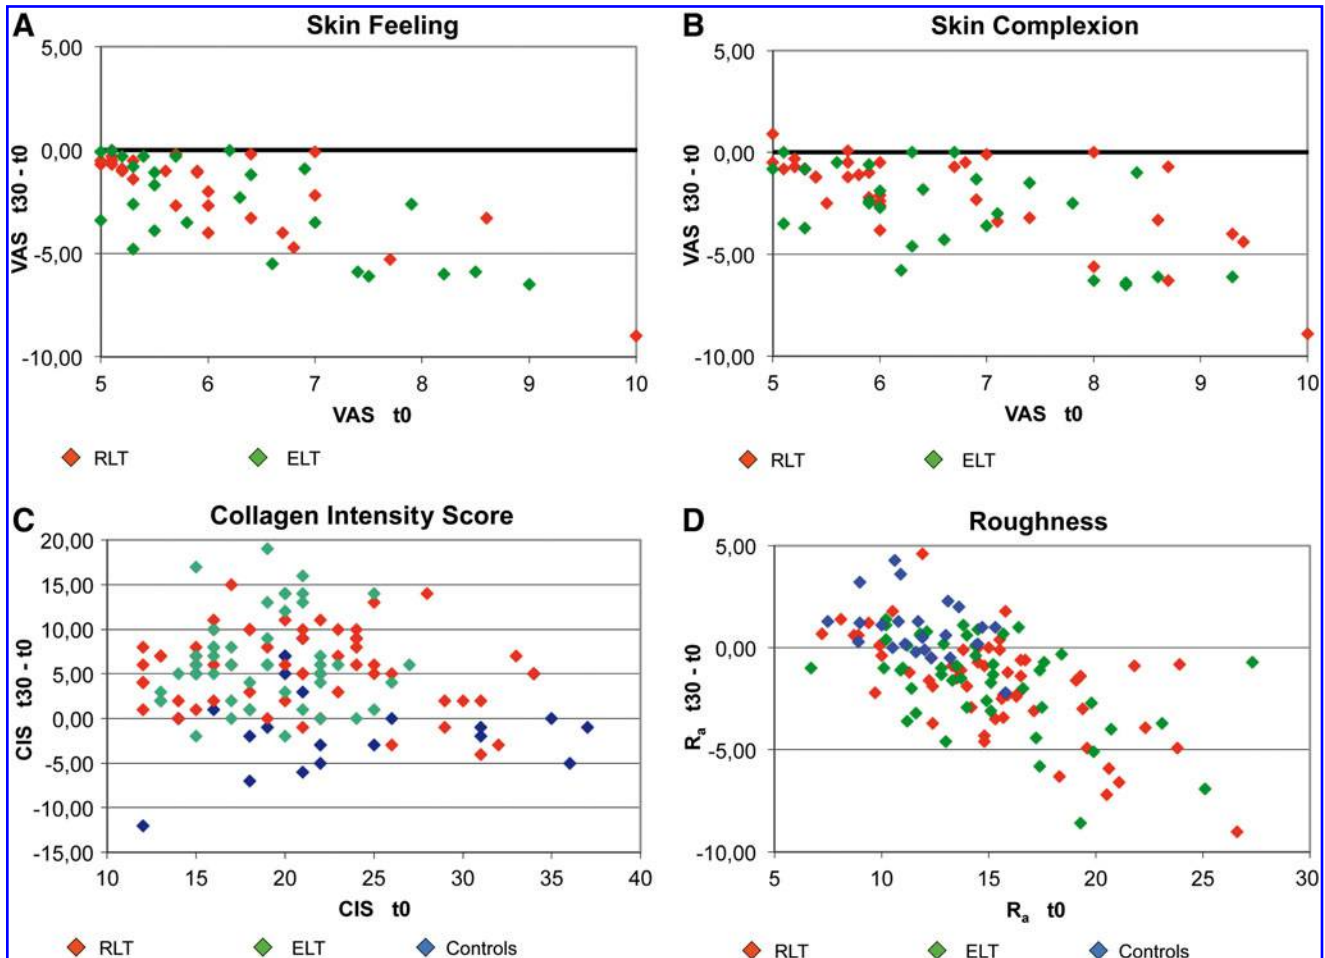 A Skin Feeling
5,00
0,00
-5,00
-10,00
VAS t30 - t0
5 6 7 8 9 10
VAS t0
RLT ELT
B Skin Complexion
5,00
0,00
-5,00
-10,00
VAS t30 - t0
5 6 7 8 9 10
VAS t0
RLT ELT
C Collagen Intensity Score
20,00
15,00
10,00
5,00
0,00
-5,00
-10,00
-15,00
CIS t30 - t0
10 15 20 25 30 35 40
CIS t0
RLT ELT Controls
D Roughness
5,00
0,00
-5,00
-10,00
Ra t30 - t0
5 10 15 20 25 30
Ra t0
RLT ELT Controls